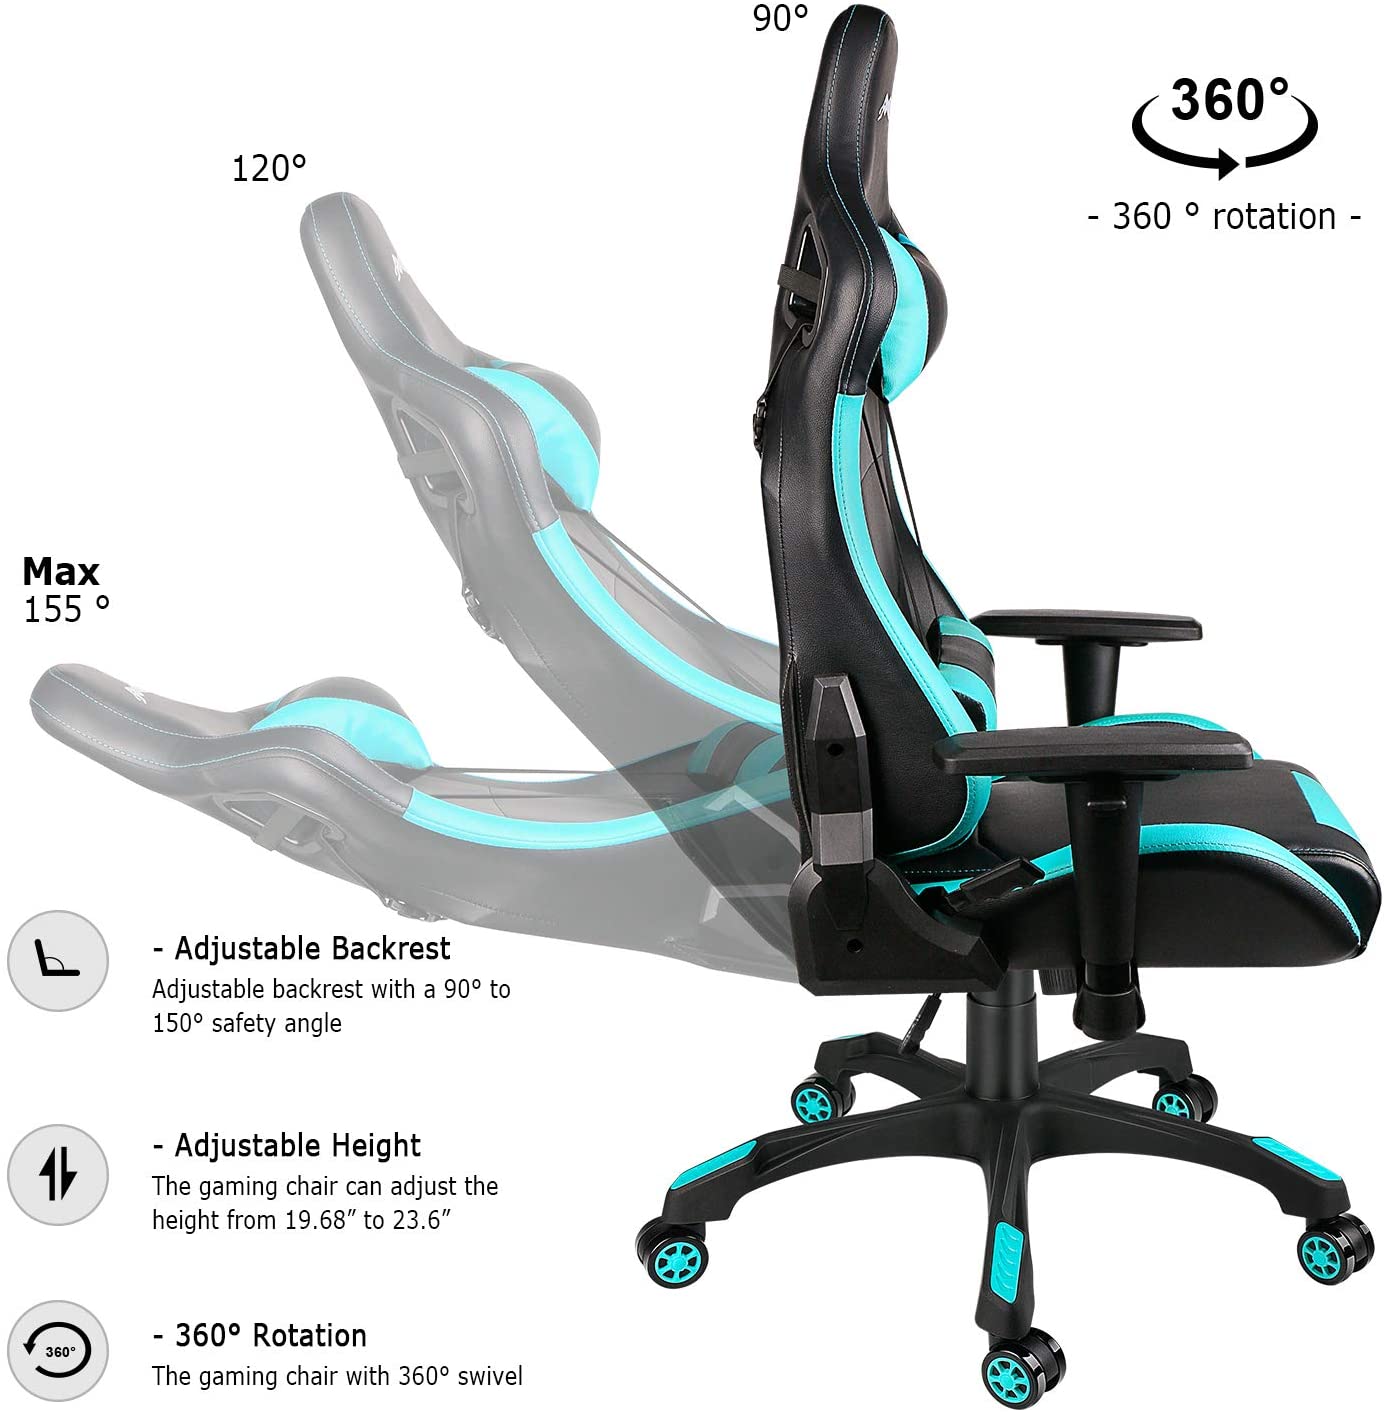 90°
360°
- 360 ° rotation -
120°
Max
155 °
- Adjustable Backrest
Adjustable backrest with a 90° to
150° safety angle
- Adjustable Height
The gaming chair can adjust the
height from 19.68” to 23.6”
360°
- 360° Rotation
The gaming chair with 360° swivel